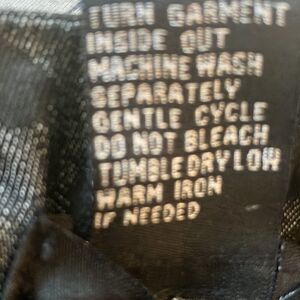 TURN GARMENT
INSIDE OUT
MACHINE WASH
SEPARATELY
GENTLE CYCLE
DO NOT BLEACH
TUMBLE DRY LOW
WARM IRON
IF NEEDED